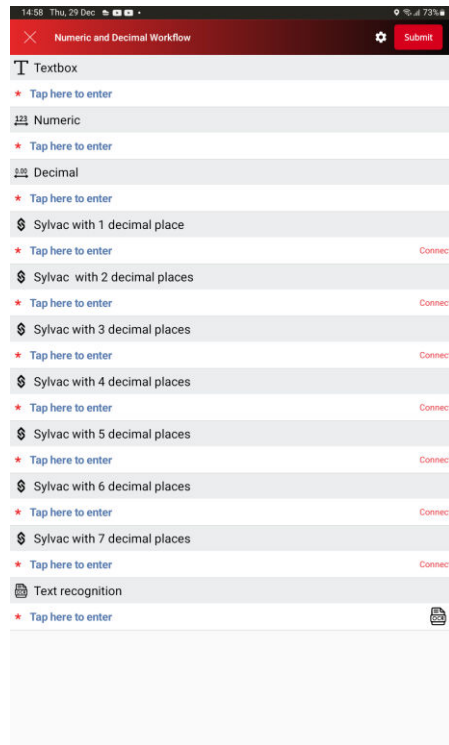 14:58 Thu, 29 Dec 73%
Numeric and Decimal Workflow Submit
Textbox
* Tap here to enter
123 Numeric
* Tap here to enter
0.00 Decimal
* Tap here to enter
Sylvac with 1 decimal place
* Tap here to enter Connec
Sylvac with 2 decimal places
* Tap here to enter Connec
Sylvac with 3 decimal places
* Tap here to enter Connec
Sylvac with 4 decimal places
* Tap here to enter Connec
Sylvac with 5 decimal places
* Tap here to enter Connec
Sylvac with 6 decimal places
* Tap here to enter Connec
Sylvac with 7 decimal places
* Tap here to enter Connec
OCR Text recognition
* Tap here to enter OCR